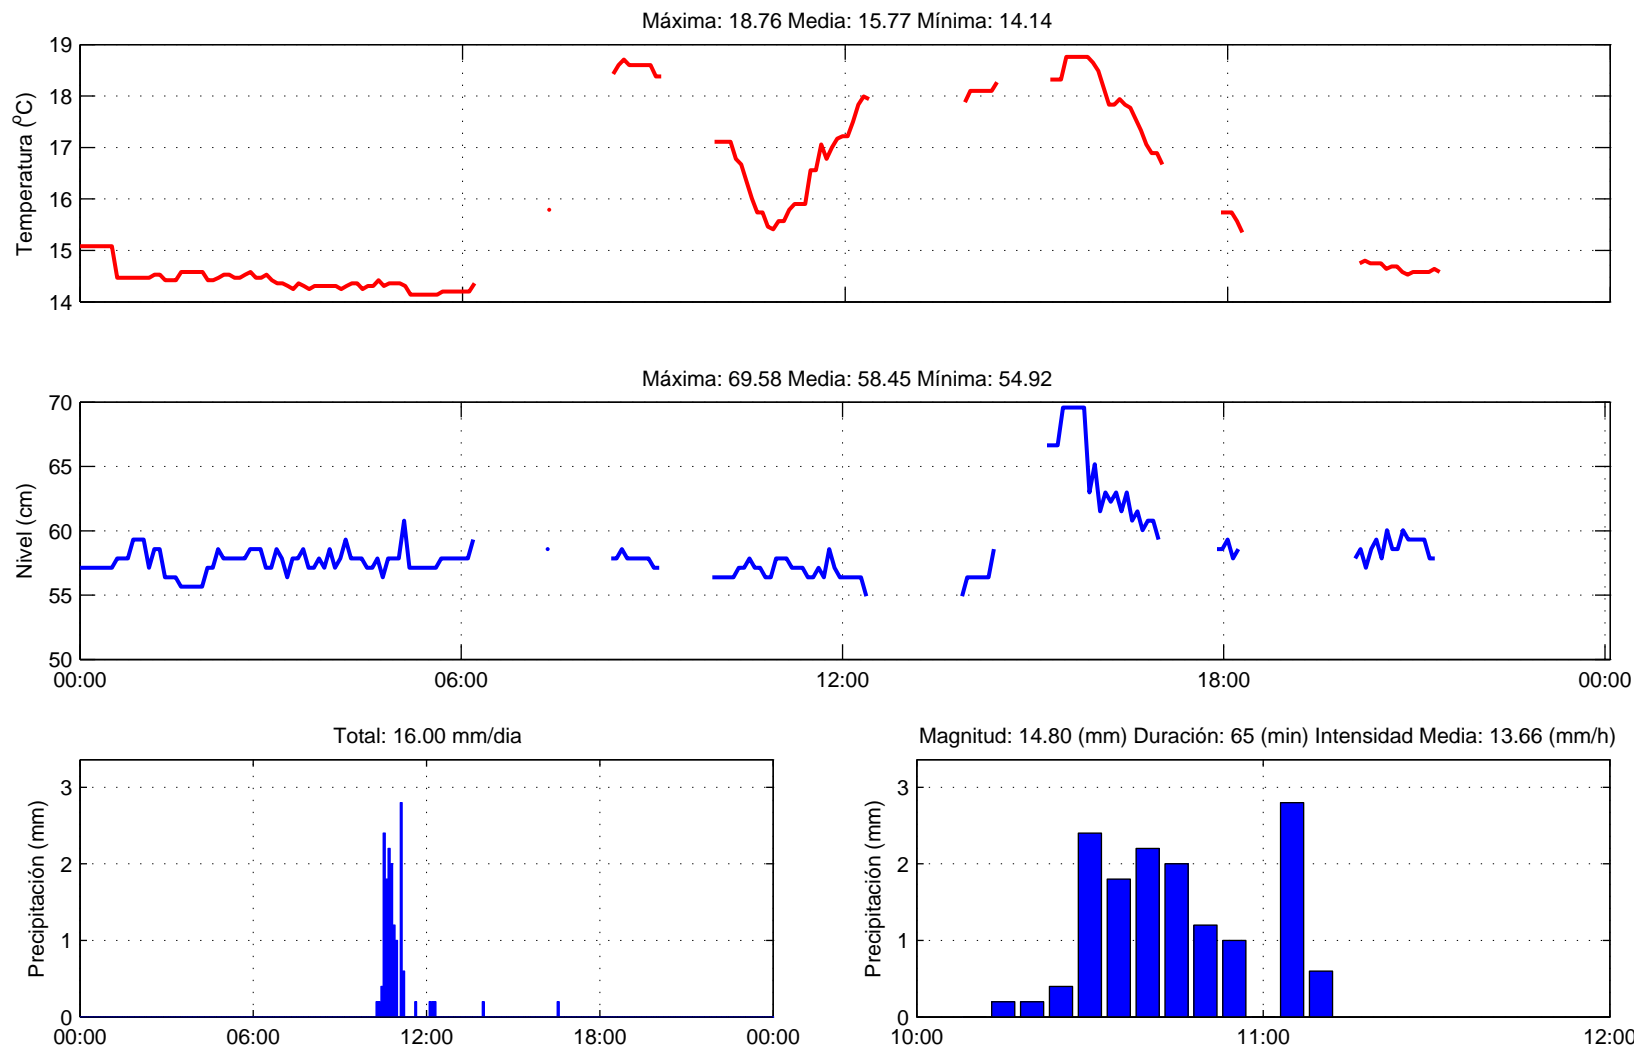 Máxima: 18.76 Media: 15.77 Mínima: 14.14
Temperatura (ºC)
19
18
17
16
15
14
Máxima: 69.58 Media: 58.45 Mínima: 54.92
Nivel (cm)
70
65
60
55
50
00:00 06:00 12:00 18:00 00:00
Total: 16.00 mm/dia
Precipitación (mm)
3
2
1
0
00:00 06:00 12:00 18:00 00:00
Magnitud: 14.80 (mm) Duración: 65 (min) Intensidad Media: 13.66 (mm/h)
Precipitación (mm)
3
2
1
0
10:00 11:00 12:00